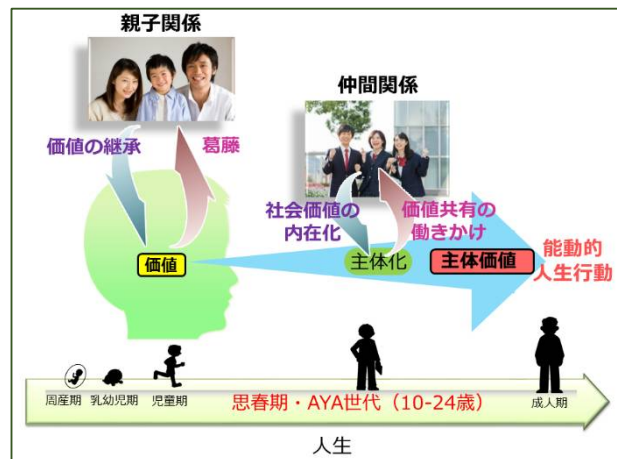 親子関係
仲間関係
価値の継承
葛藤
社会価値の
内在化
価値共有の
働きかけ
価値
主体化
主体価値
能動的
人生行動
周産期
乳幼児期
児童期
思春期・AYA世代（10-24歳）
成人期
人生